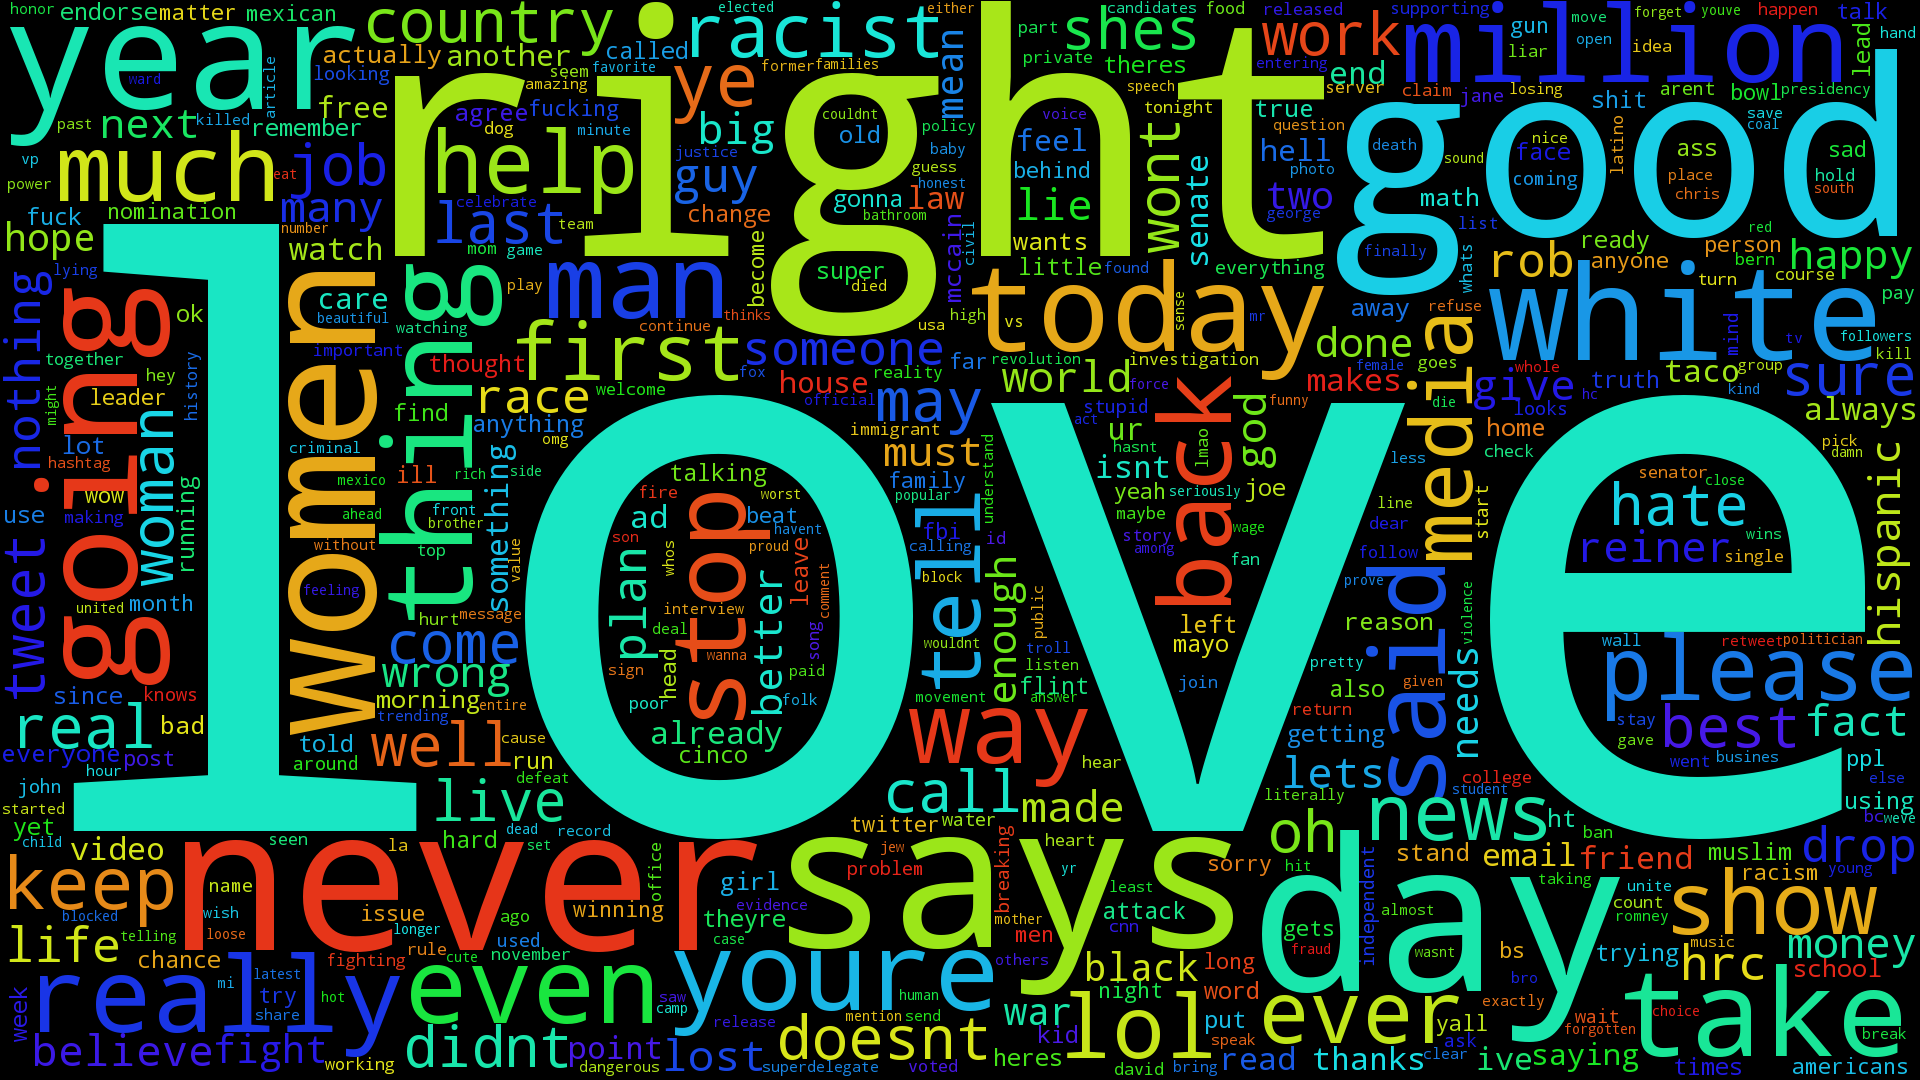 honor
endorse
matter
mexican
country
racist
elected
either
shes
candidates
food
released
supporting
youve
happen
talk
year
right
actually
another
called
seem
favorite
former
families
mean
part
private
theres
work
million
gun
move
open
forget
idea
liar
lead
hand
ward
article
looking
amazing
ye
end
server
claim
jane
losing
entering
free
agree
fucking
big
couldnt
speech
tonight
true
shit
arent
bowl
presidency
past
killed
next
remember
dog
minute
old
policy
voice
question
save
coal
good
vp
much
job
help
justice
baby
feel
wont
hell
death
nice
face
ass
sad
power
eat
guy
guess
behind
senate
photo
sound
coming
place
chris
hold
latino
south
nomination
many
celebrate
honest
law
lie
two
math
fuck
number
last
team
change
gonna
bathroom
george
list
red
hope
watch
mom
game
wants
civil
finally
whats
ready
person
happy
lying
man
super
died
mccain
little
found
everything
rob
anyone
bern
course
nothing
going
women
care
thing
play
become
today
away
refuse
white
turn
pay
ok
beautiful
watching
continue
thinks
usa
high
vs
sense
mr
done
mind
tv
followers
together
important
first
someone
far
revolution
investigation
media
goes
whole
group
kill
hey
thought
fox
reality
world
force
female
makes
give
truth
taco
sure
might
history
leader
race
welcome
house
official
may
stupid
back
funny
die
looks
hc
kind
always
find
anything
immigrant
act
ur
god
home
lot
woman
criminal
omg
must
hasnt
lmao
less
check
pick
damn
hashtag
wow
ill
rich
side
talking
family
understand
isnt
senator
close
mexico
something
fire
worst
popular
yeah
seriously
joe
line
start
hate
wins
hispanic
use
making
running
ahead
front
brother
stop
ad
beat
tell
fbi
maybe
wage
dear
reiner
single
tweet
without
top
son
havent
proud
calling
story
among
id
fan
follow
love
united
feeling
value
plan
whos
leave
block
enough
prove
month
hurt
message
interview
comment
troll
public
left
reason
violence
come
deal
better
song
wouldnt
listen
mayo
said
wall
retweet
politician
since
knows
wrong
sign
head
wanna
paid
flint
pretty
given
needs
please
morning
entire
poor
folk
movement
answer
join
also
stay
real
bad
trending
already
way
return
gave
best
fact
everyone
post
told
well
cause
run
cinco
hear
getting
went
busines
ppl
john
hour
around
defeat
call
lets
college
student
else
started
live
made
literally
news
using
yet
child
seen
la
hard
dead
set
record
twitter
water
heart
oh
ht
ban
bc
weve
video
never
says
office
jew
problem
breaking
yr
sorry
hit
independent
stand
email
friend
muslim
drop
keep
name
girl
least
day
taking
unite
racism
young
blocked
wish
issue
ago
winning
evidence
theyre
mother
attack
gets
almost
count
romney
show
life
telling
loose
longer
rule
used
november
case
men
cnn
fraud
wasnt
bs
trying
music
money
chance
fighting
cute
others
black
long
hrc
bro
school
really
latest
mi
even
youre
saw
human
night
word
ever
exactly
take
week
try
share
hot
camp
release
mention
send
war
kid
lol
put
speak
yall
wait
forgotten
choice
break
believe
fight
didnt
point
lost
doesnt
heres
read
thanks
ask
ive
saying
working
dangerous
superdelegate
voted
david
bring
clear
times
americans